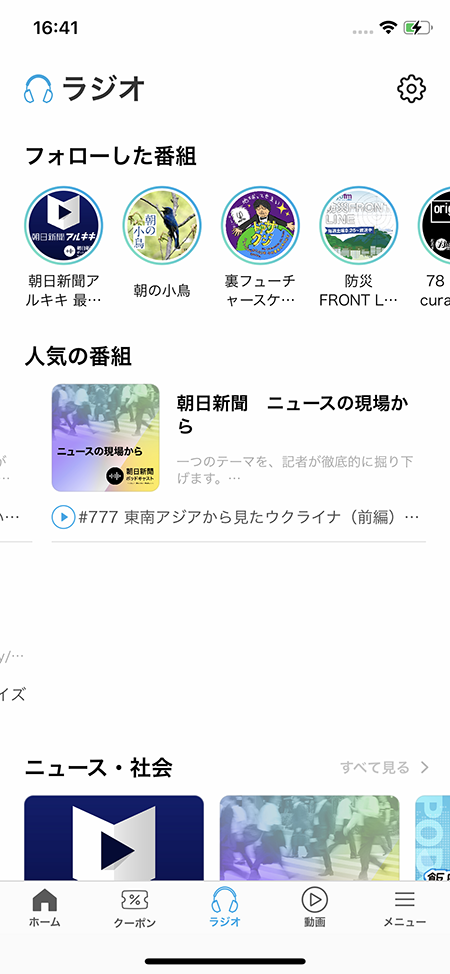 16:41
ラジオ
フォローした番組
朝日新聞アルキキ
朝の小鳥
LINE
朝日新聞ア
ルキキ 最…
朝の小鳥
裏フューチ
ャースケ…
防災
FRONT L…
78
cura
人気の番組
ニュースの現場から
朝日新聞
ポッドキャスト
朝日新聞　ニュースの現場か
ら
一つのテーマを、記者が徹底的に掘り下
げます。…
#777 東南アジアから見たウクライナ（前編）…
y/…
イズ
ニュース・社会
すべて見る
POD
ホーム
クーポン
ラジオ
動画
メニュー